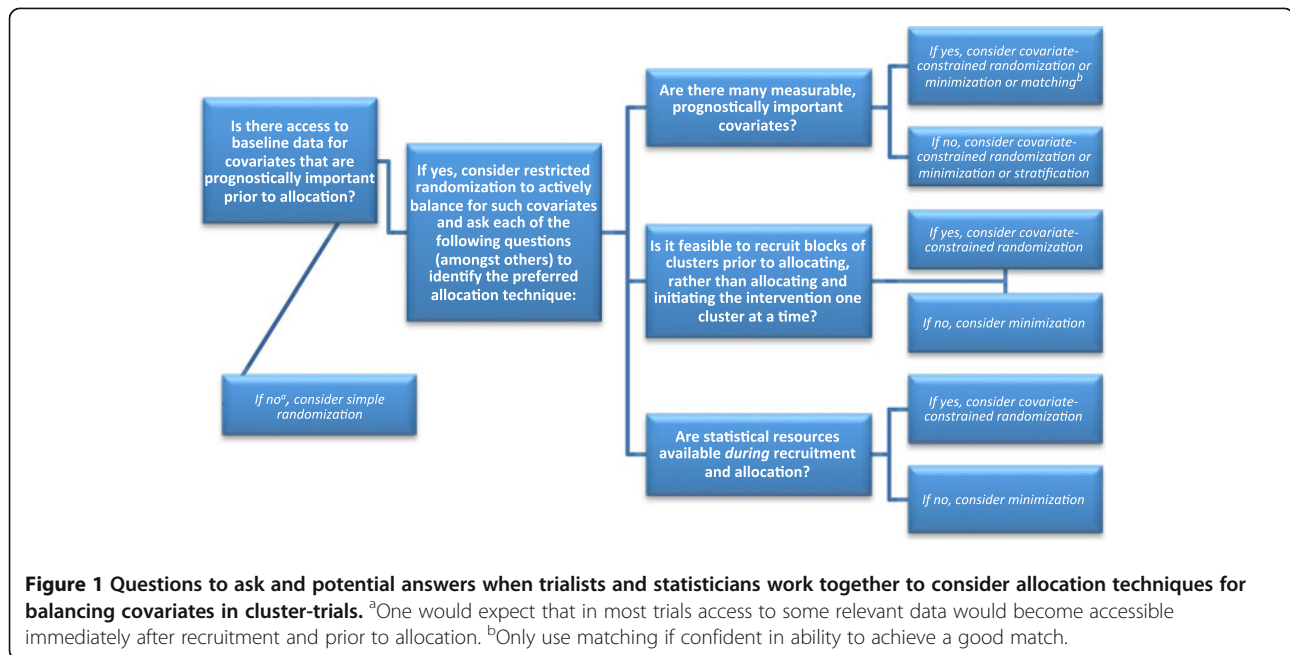 Is there access to
baseline data for
covariates that are
prognostically important
prior to allocation?
If noa, consider simple
randomization
If yes, consider restricted
randomization to actively
balance for such covariates
and ask each of the
following questions
(amongst others) to
identify the preferred
allocation technique:
Are there many measurable,
prognostically important
covariates?
If yes, consider covariate-
constrained randomization or
minimization or matchingb
If no, consider covariate-
constrained randomization or
minimization or stratification
Is it feasible to recruit blocks of
clusters prior to allocating,
rather than allocating and
initiating the intervention one
cluster at a time?
If yes, consider covariate-
constrained randomization
If no, consider minimization
Are statistical resources
available during recruitment
and allocation?
If yes, consider covariate-
constrained randomization
If no, consider minimization
Figure 1 Questions to ask and potential answers when trialists and statisticians work together to consider allocation techniques for
balancing covariates in cluster-trials. aOne would expect that in most trials access to some relevant data would become accessible
immediately after recruitment and prior to allocation. bOnly use matching if confident in ability to achieve a good match.